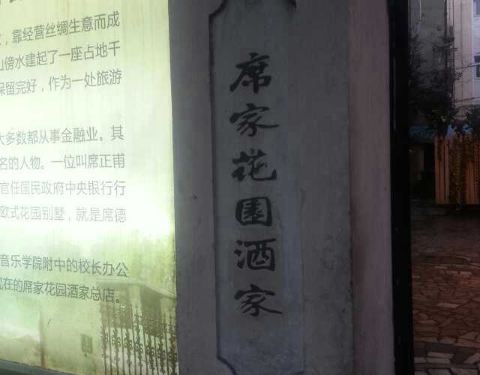 ，靠经营丝绸生意而成
山傍水建起了一座占地千
保留完好，作为一处旅游
大多数都从事金融业。其
名的人物。一位叫席正甫
官任国民政府中央银行行
欧式花园别墅，就是席德
音乐学院附中的校长办公
在的席家花园酒家总店。
席家花园酒家